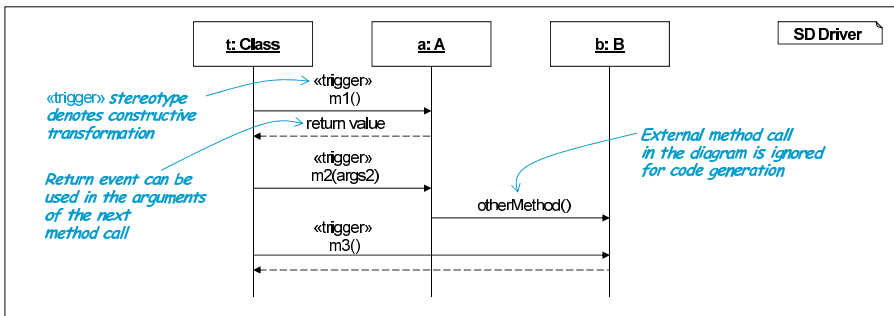 SD Driver
t: Class
a: A
b: B
«trigger»
m1()
«trigger» stereotype
denotes constructive
transformation
return value
External method call
in the diagram is ignored
for code generation
«trigger»
m2(args2)
Return event can be
used in the arguments
of the next
method call
otherMethod()
«trigger»
m3()